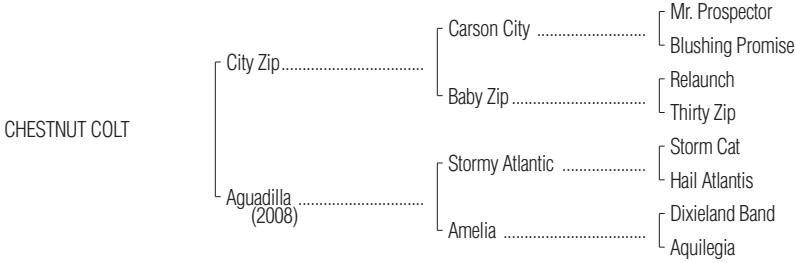 Mr. Prospector
Carson City ..........................
Blushing Promise
City Zip.................................
Relaunch
Baby Zip ................................
Thirty Zip
CHESTNUT COLT
Storm Cat
Stormy Atlantic ....................
Hail Atlantis
Aguadilla ..............................
(2008)
Dixieland Band
Amelia ..................................
Aquilegia